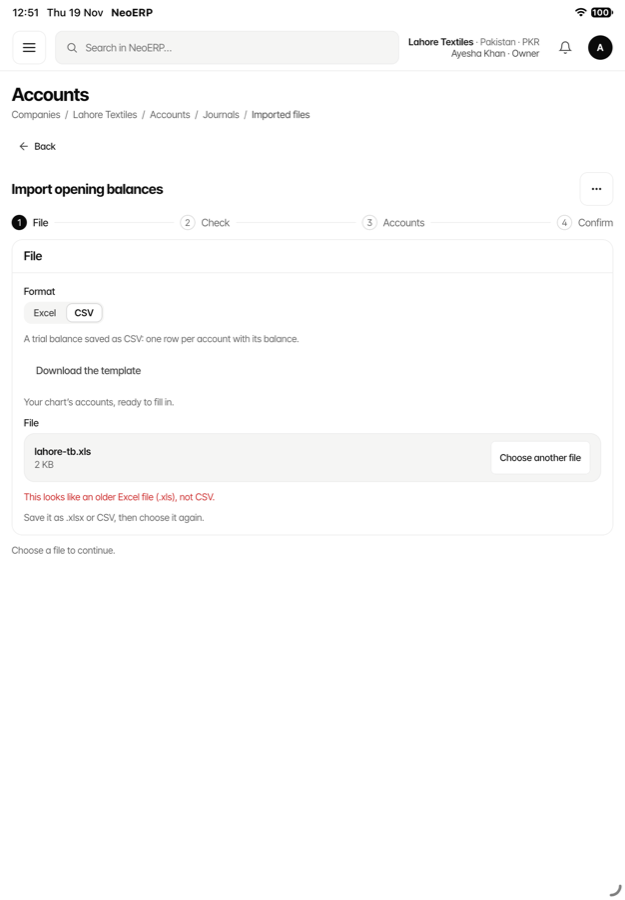 12:51 Thu 19 Nov NeoERP
100
Search in NeoERP...
Lahore Textiles · Pakistan · PKR
Ayesha Khan · Owner
A
Accounts
Companies / Lahore Textiles / Accounts / Journals / Imported files
Back
Import opening balances
1 File
2 Check
3 Accounts
4 Confirm
File
Format
Excel
CSV
A trial balance saved as CSV: one row per account with its balance.
Download the template
Your chart's accounts, ready to fill in.
File
lahore-tb.xls
2 KB
Choose another file
This looks like an older Excel file (.xls), not CSV.
Save it as .xlsx or CSV, then choose it again.
Choose a file to continue.